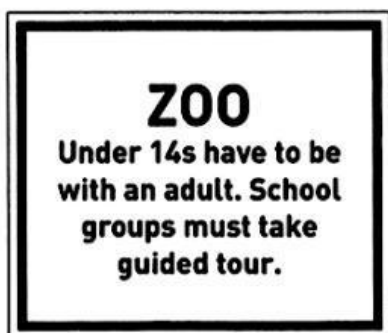 ZOO
Under 14s have to be
with an adult. School
groups must take
guided tour.